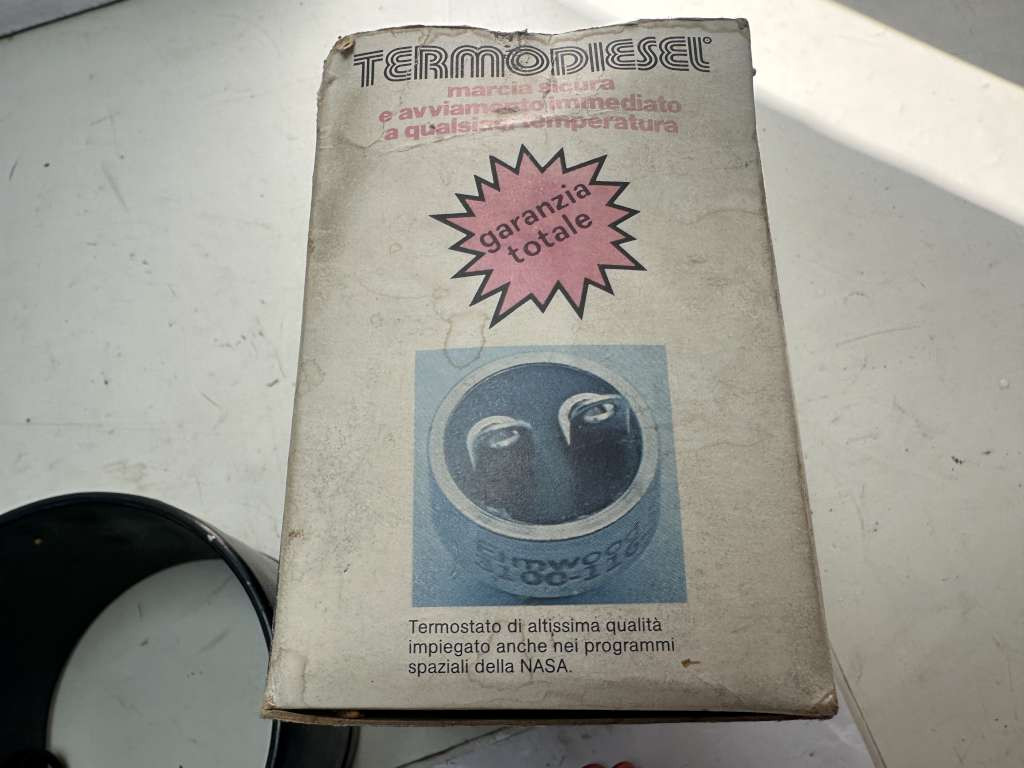 TERMODIESEL®
marcia sicura
e avviamento immediato
a qualsiasi temperatura
garanzia
totale
Termostato di altissima qualità
impiegato anche nei programmi
spaziali della NASA.